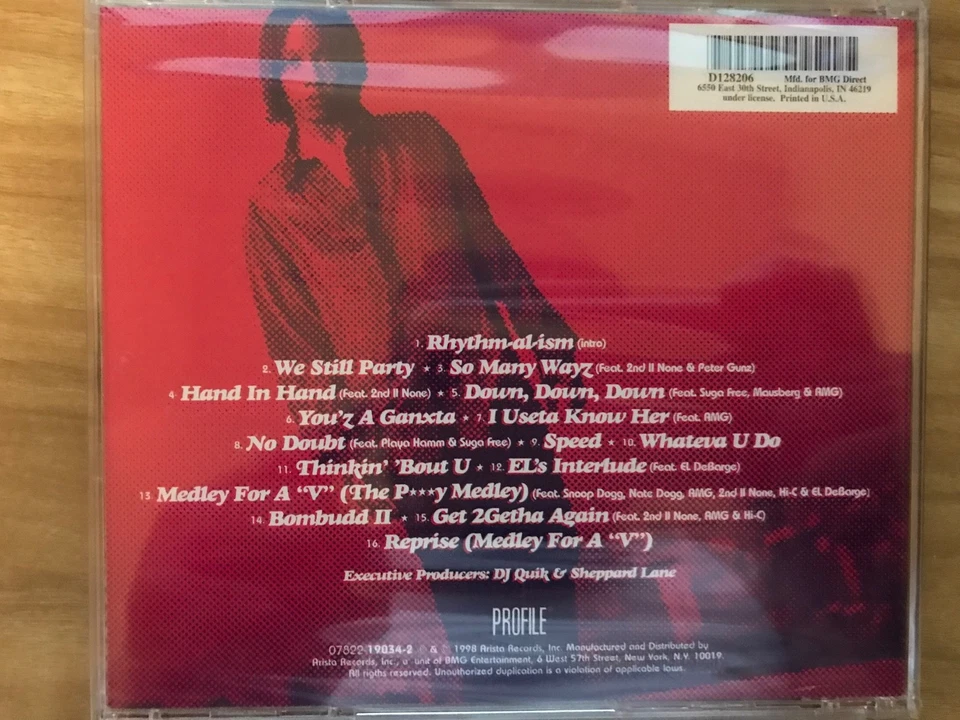 D128206 Mfd. for BMG Direct
6550 East 30th Street, Indianapolis, IN 46219
under license. Printed in U.S.A.
1. Rhythm-al-ism (intro)
2. We Still Party ★ 3. So Many Wayz (Feat. 2nd II None & Peter Gunz)
4. Hand In Hand (Feat. 2nd II None) ★ 5. Down, Down, Down (Feat. Suga Free, Mausberg & AMG)
6. You'z A Ganxta ★ 7. I Useta Know Her (Feat. AMG)
8. No Doubt (Feat. Playa Hamm & Suga Free) ★ 9. Speed ★ 10. Whateva U Do
11. Thinkin' 'Bout U ★ 12. EL's Interlude (Feat. EL DeBarge)
13. Medley For A "V" (The P***y Medley) (Feat. Snoop Dogg, Nate Dogg, AMG, 2nd II None, Hi-C & EL DeBarge)
14. Bombudd II ★ 15. Get 2Getha Again (Feat. 2nd II None, AMG & Hi-C)
16. Reprise (Medley For A "V")
Executive Producers: DJ Quik & Sheppard Lane
PROFILE
07822-19034-2 ℗ & © 1998 Arista Records, Inc. Manufactured and Distributed by
Arista Records, Inc., a unit of BMG Entertainment, 6 West 57th Street, New York, N.Y. 10019.
All rigths reserved. Unauthorized duplication is a violation of applicable laws.